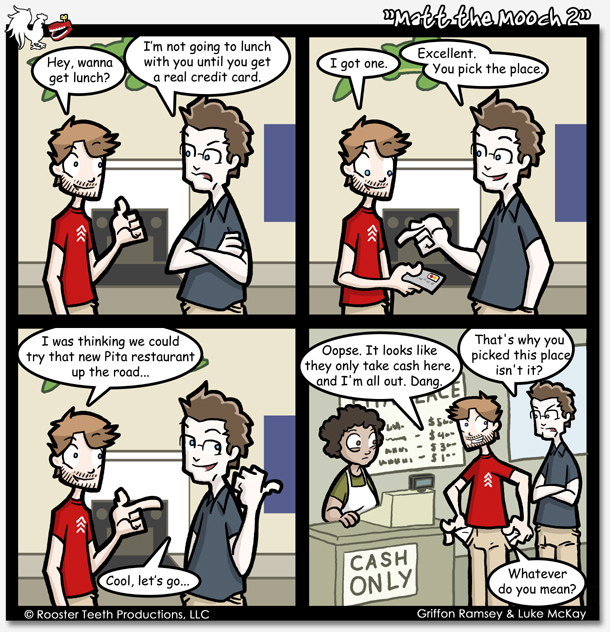 "Matt the Mooch 2"
Hey, wanna
get lunch?
I'm not going to lunch
with you until you get
a real credit card.
I got one.
Excellent.
You pick the place.
I was thinking we could
try that new Pita restaurant
up the road...
Cool, let's go...
Oopse. It looks like
they only take cash here,
and I'm all out. Dang.
That's why you
picked this place
isn't it?
CASH
ONLY
Whatever
do you mean?
© Rooster Teeth Productions, LLC
Griffon Ramsey & Luke McKay